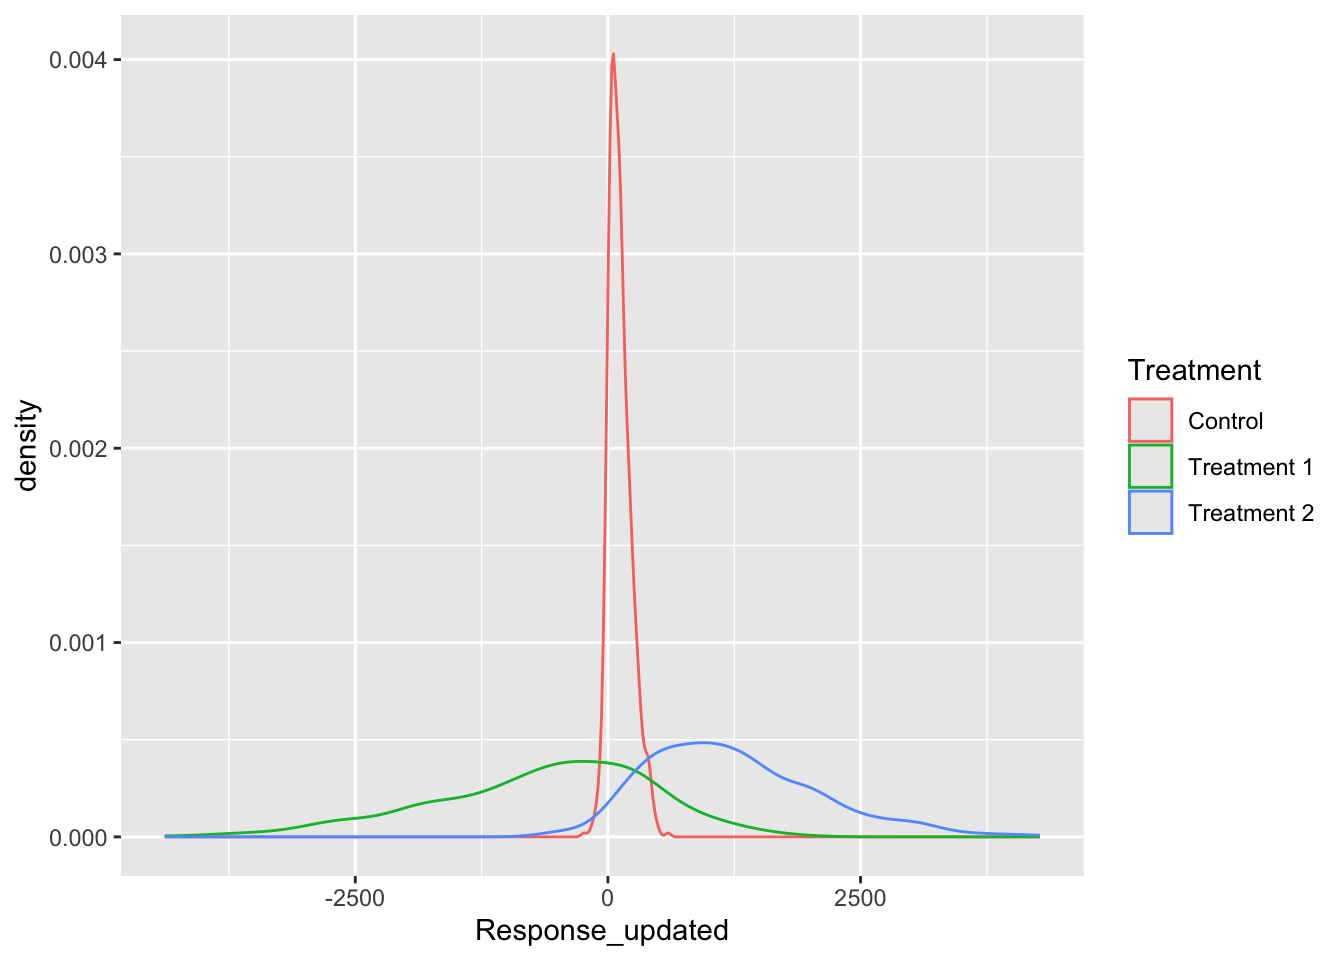 0.004
0.003
0.002
0.001
0.000
density
-2500
0
2500
Response_updated
Treatment
Control
Treatment 1
Treatment 2